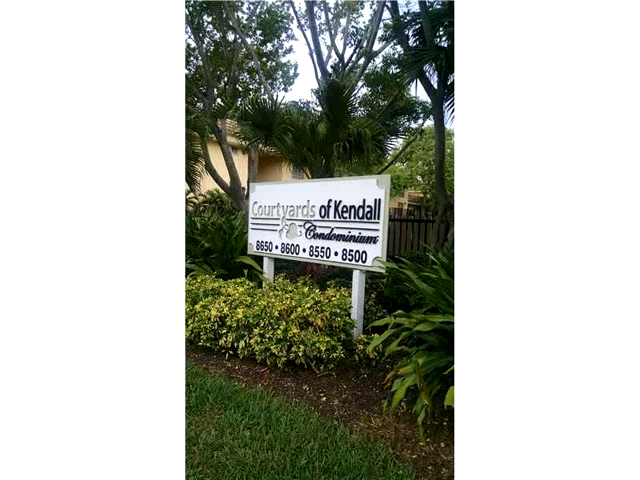 Courtyards of Kendall
Condominium
8650 • 8600 • 8550 • 8500